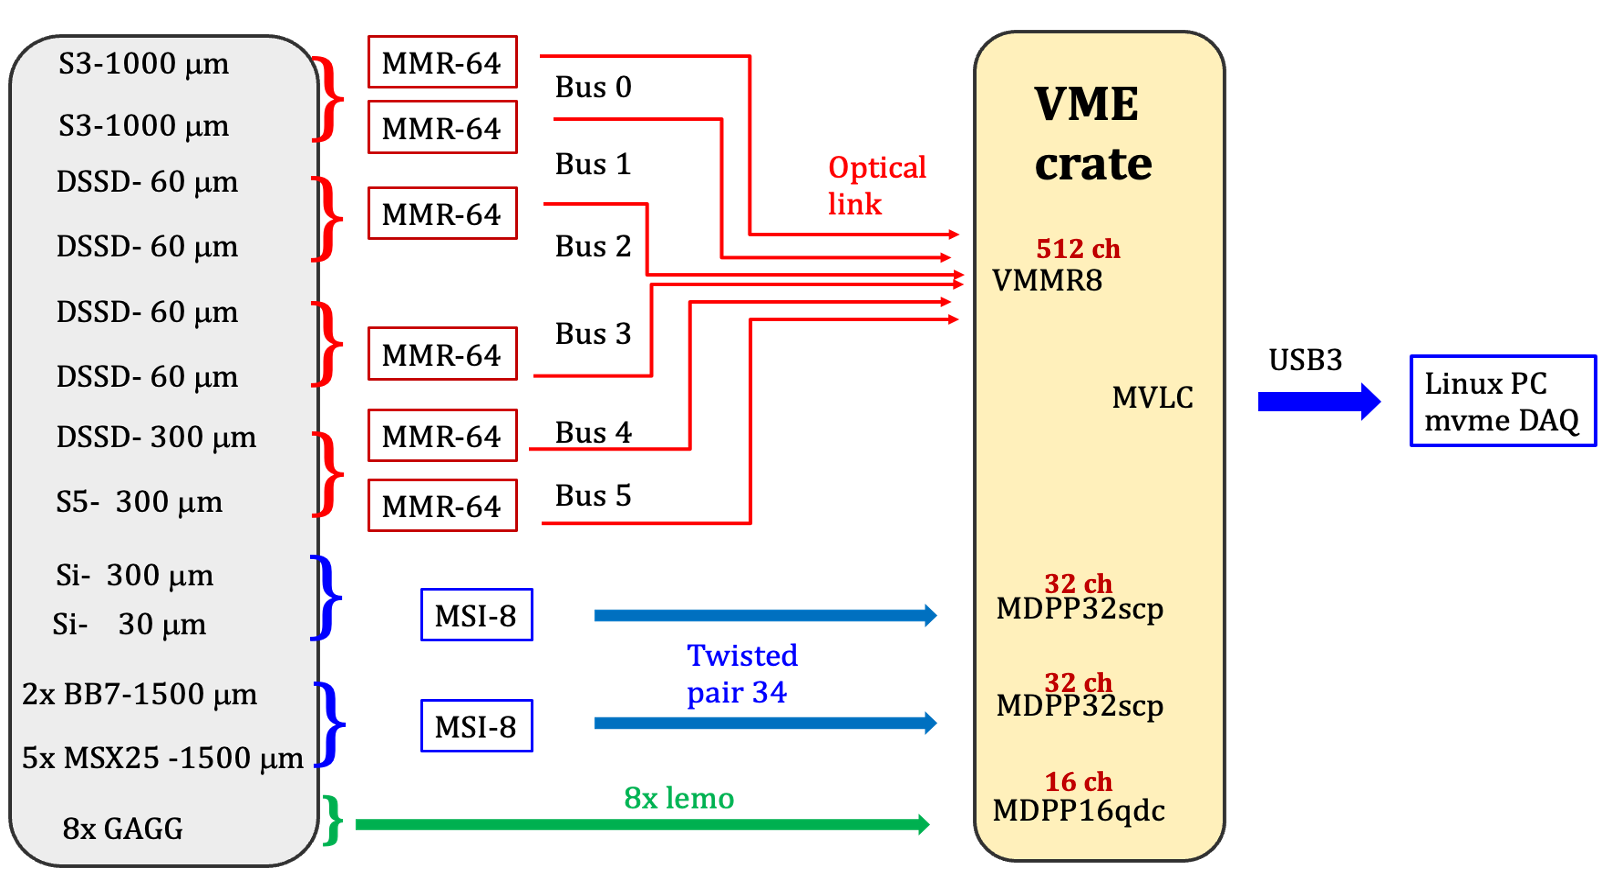 S3-1000 μm
S3-1000 μm
DSSD- 60 μm
DSSD- 60 μm
DSSD- 60 μm
DSSD- 60 μm
DSSD- 300 μm
S5-  300 μm
Si-  300 μm
Si-    30 μm
2x BB7-1500 μm
5x MSX25 -1500 μm
8x GAGG
MMR-64
MMR-64
MMR-64
MMR-64
MMR-64
MMR-64
MSI-8
MSI-8
Bus 0
Bus 1
Bus 2
Bus 3
Bus 4
Bus 5
Optical
link
Twisted
pair 34
8x lemo
VME
crate
512 ch
VMMR8
MVLC
32 ch
MDPP32scp
32 ch
MDPP32scp
16 ch
MDPP16qdc
USB3
Linux PC
mvme DAQ